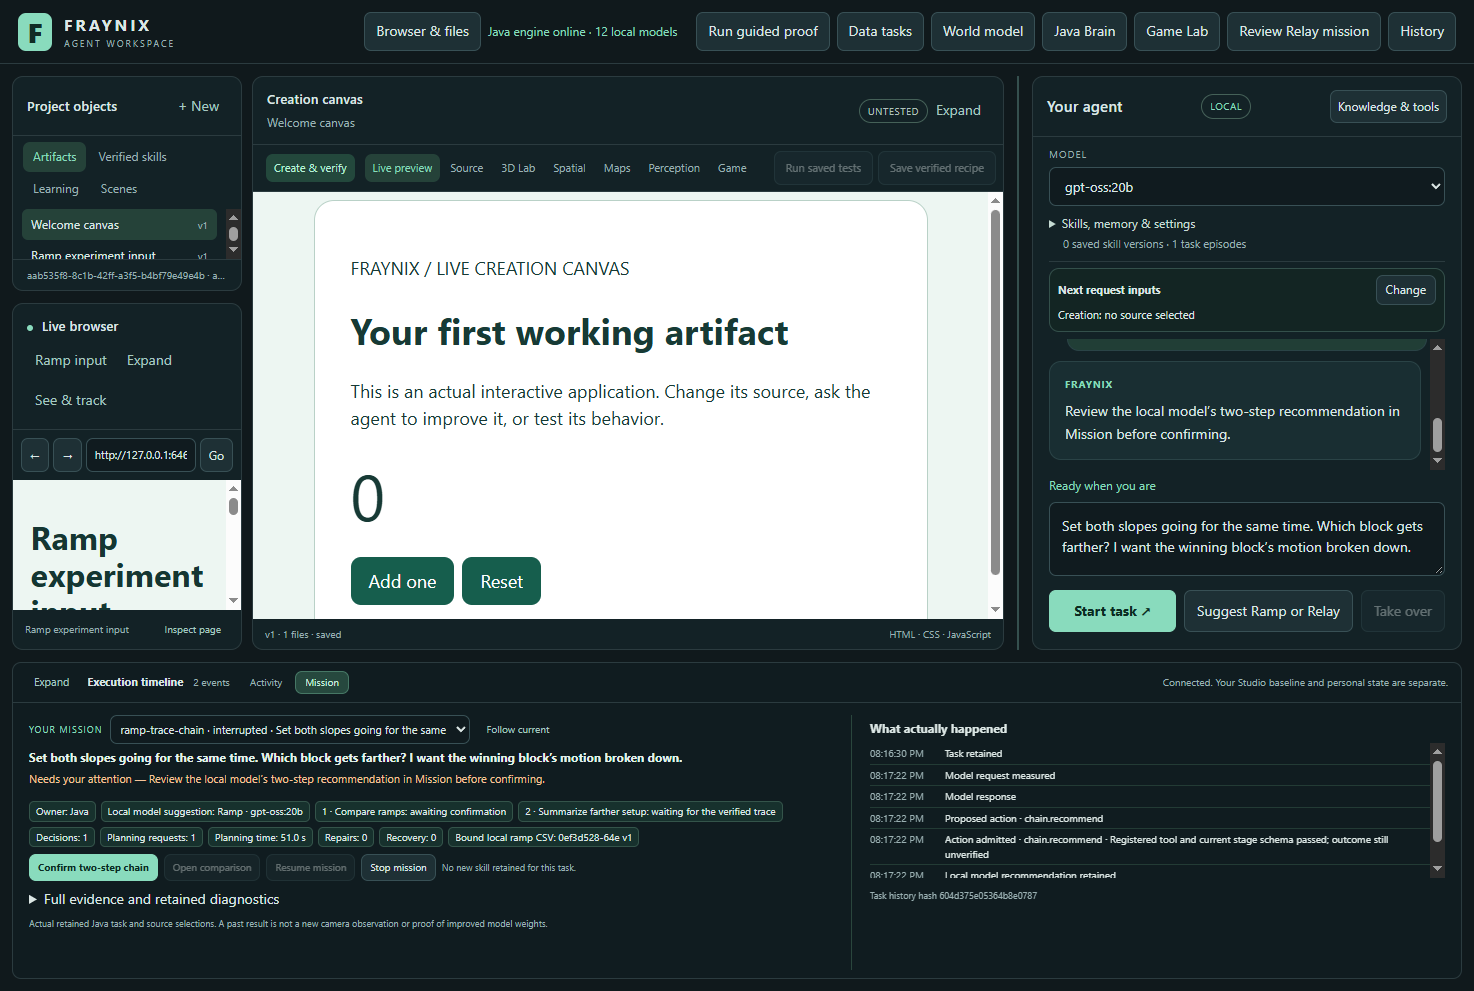 F
FRAYNIX
AGENT WORKSPACE
Browser & files
Java engine online · 12 local models
Run guided proof
Data tasks
World model
Java Brain
Game Lab
Review Relay mission
History
Project objects
+ New
Artifacts
Verified skills
Learning
Scenes
Welcome canvas
v1
Ramp experiment input
v1
aab535f8-8c1b-42ff-a3f5-b4bf79e49e4b · a...
Live browser
Ramp input
Expand
See & track
←
→
http://127.0.0.1:646
Go
Ramp
experiment
input
Ramp experiment input
Inspect page
Creation canvas
Welcome canvas
UNTESTED
Expand
Create & verify
Live preview
Source
3D Lab
Spatial
Maps
Perception
Game
Run saved tests
Save verified recipe
FRAYNIX / LIVE CREATION CANVAS
Your first working artifact
This is an actual interactive application. Change its source, ask the
agent to improve it, or test its behavior.
0
Add one
Reset
v1 · 1 files · saved
HTML · CSS · JavaScript
Your agent
LOCAL
Knowledge & tools
MODEL
gpt-oss:20b
Skills, memory & settings
0 saved skill versions · 1 task episodes
Next request inputs
Change
Creation: no source selected
FRAYNIX
Review the local model's two-step recommendation in
Mission before confirming.
Ready when you are
Set both slopes going for the same time. Which block gets
farther? I want the winning block's motion broken down.
Start task ↗
Suggest Ramp or Relay
Take over
Expand
Execution timeline
2 events
Activity
Mission
Connected. Your Studio baseline and personal state are separate.
YOUR MISSION
ramp-trace-chain · interrupted · Set both slopes going for the same
Follow current
Set both slopes going for the same time. Which block gets farther? I want the winning block's motion broken down.
Needs your attention — Review the local model's two-step recommendation in Mission before confirming.
Owner: Java
Local model suggestion: Ramp · gpt-oss:20b
1 · Compare ramps: awaiting confirmation
2 · Summarize farther setup: waiting for the verified trace
Decisions: 1
Planning requests: 1
Planning time: 51.0 s
Repairs: 0
Recovery: 0
Bound local ramp CSV: 0ef3d528-64e v1
Confirm two-step chain
Open comparison
Resume mission
Stop mission
No new skill retained for this task.
Full evidence and retained diagnostics
Actual retained Java task and source selections. A past result is not a new camera observation or proof of improved model weights.
What actually happened
08:16:30 PM Task retained
08:17:22 PM Model request measured
08:17:22 PM Model response
08:17:22 PM Proposed action · chain.recommend
08:17:22 PM Action admitted · chain.recommend · Registered tool and current stage schema passed; outcome still
unverified
08:17:22 PM Local model recommendation retained
Task history hash 604d375e05364b8e0787